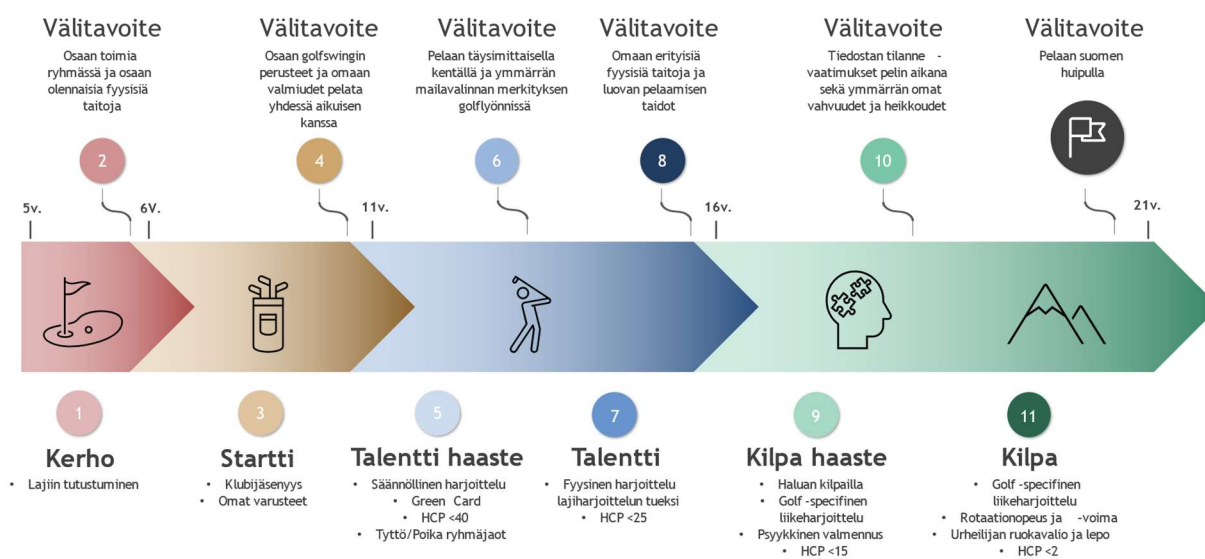 Välitavoite
Osaan toimia
ryhmässä ja osaan
olennaisia fyysisiä
taitoja
2
Välitavoite
Osaan golfswingin
perusteet ja omaan
valmiudet pelata
yhdessä aikuisen
kanssa
4
Välitavoite
Pelaan täysimittaisella
kentällä ja ymmärrän
mailavalinnan merkityksen
golflyönnissä
6
Välitavoite
Omaan erityisiä
fyysisiä taitoja ja
luovan pelaamisen
taidot
8
Välitavoite
Tiedostan tilanne -
vaatimukset pelin aikana
sekä ymmärrän omat
vahvuudet ja heikkoudet
10
Välitavoite
Pelaan suomen
huipulla
5v.
6V.
11v.
16v.
21v.
1
Kerho
• Lajiin tutustuminen
3
Startti
• Klubijäsenyys
• Omat varusteet
5
Talentti haaste
• Säännöllinen harjoittelu
• Green Card
• HCP <40
• Tyttö/Poika ryhmäjaot
7
Talentti
• Fyysinen harjoittelu
lajiharjoittelun tueksi
• HCP <25
9
Kilpa haaste
• Haluan kilpailla
• Golf -spesifinen
liikeharjoittelu
• Psyykkinen valmennus
• HCP <15
11
Kilpa
• Golf -spesifinen
liikeharjoittelu
• Rotaationopeus ja -voima
• Urheilijan ruokavalio ja lepo
• HCP <2